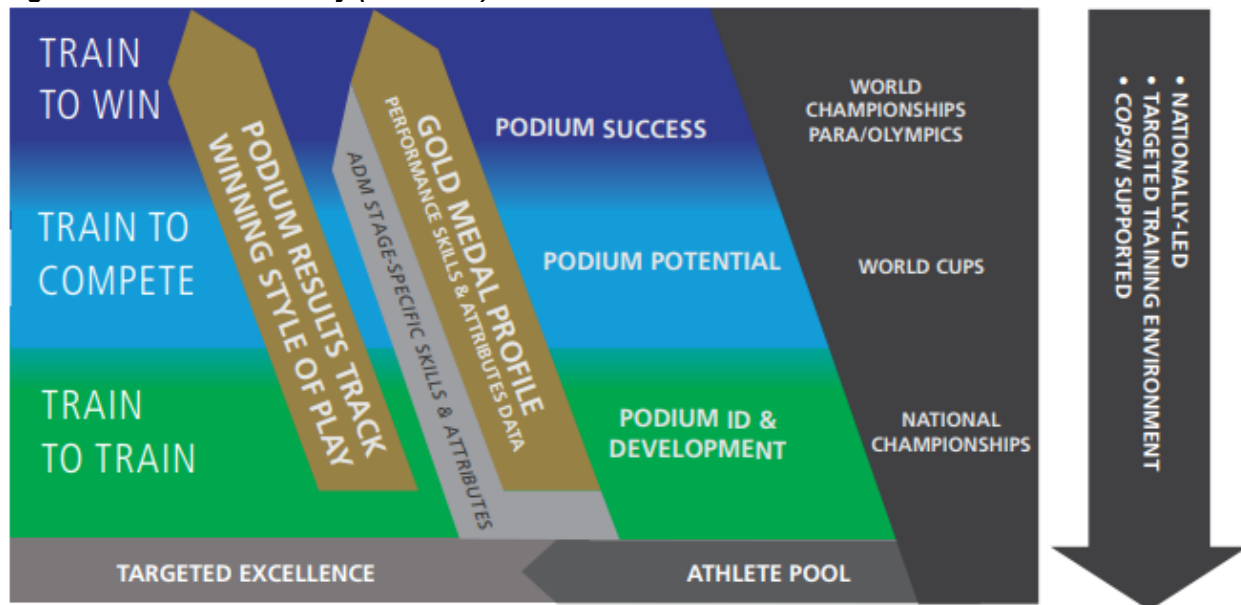 TRAIN
TO WIN
TRAIN TO
COMPETE
TRAIN
TO TRAIN
PODIUM RESULTS TRACK
WINNING STYLE OF PLAY
ADM STAGE-SPECIFIC SKILLS & ATTRIBUTES
GOLD MEDAL PROFILE
PERFORMANCE SKILLS & ATTRIBUTES DATA
PODIUM SUCCESS
PODIUM POTENTIAL
PODIUM ID &
DEVELOPMENT
WORLD
CHAMPIONSHIPS
PARA/OLYMPICS
WORLD CUPS
NATIONAL
CHAMPIONSHIPS
• NATIONALLY-LED
• TARGETED TRAINING ENVIRONMENT
• COPSIN SUPPORTED
TARGETED EXCELLENCE
ATHLETE POOL